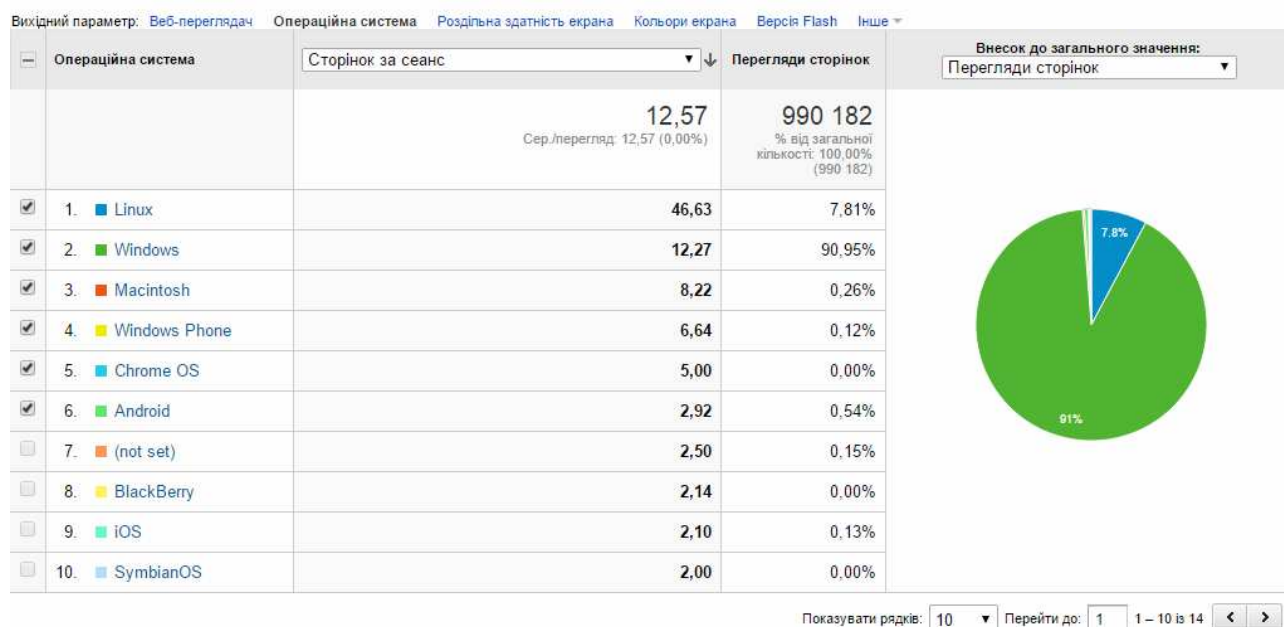 Вихідний параметр: Веб-переглядач Операційна система Роздільна здатність екрана Кольори екрана Версія Flash Інше
Операційна система Сторінок за сеанс Перегляди сторінок Внесок до загального значення:
Перегляди сторінок
12,57 990 182
Сер./перегляд: 12,57 (0,00%) % від загальної
кількості: 100,00%
(990 182)
1. Linux 46,63 7,81%
2. Windows 12,27 90,95%
3. Macintosh 8,22 0,26%
4. Windows Phone 6,64 0,12%
5. Chrome OS 5,00 0,00%
6. Android 2,92 0,54%
7. (not set) 2,50 0,15%
8. BlackBerry 2,14 0,00%
9. iOS 2,10 0,13%
10. SymbianOS 2,00 0,00%
7.8%
91%
Показувати рядків: 10 Перейти до: 1 1 – 10 із 14